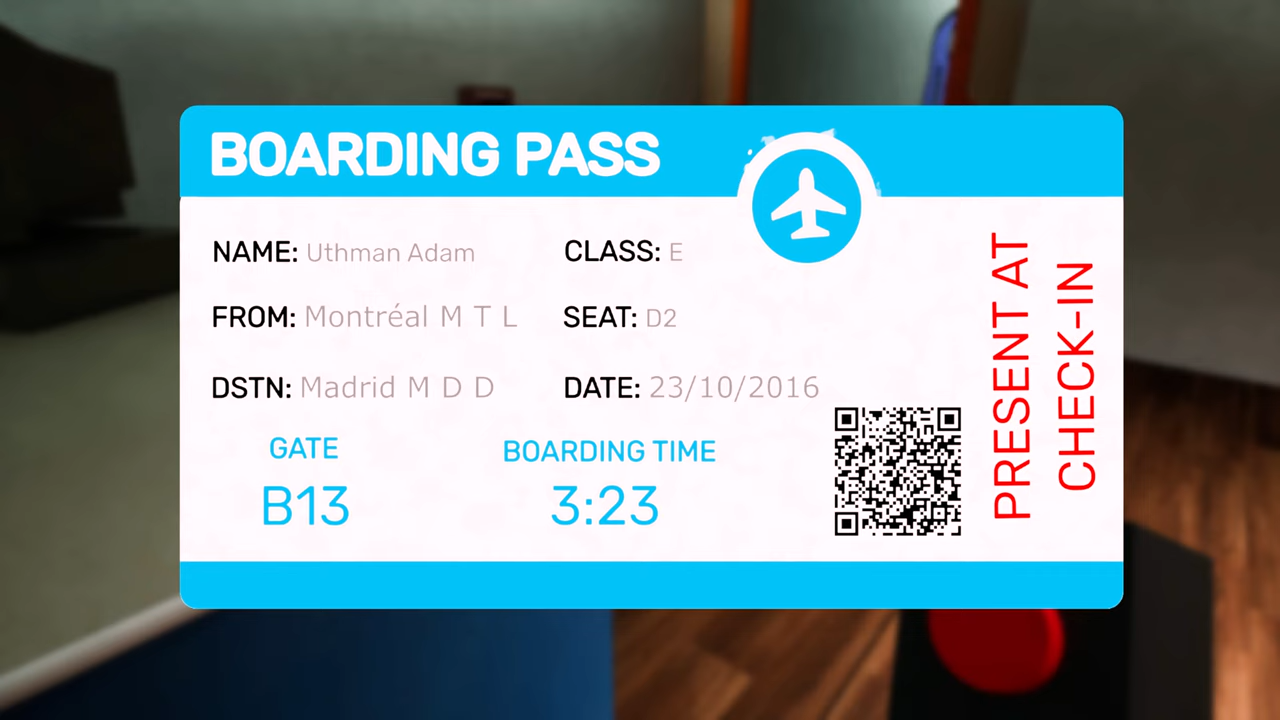 BOARDING PASS
NAME: Uthman Adam CLASS: E
FROM: Montréal M T L SEAT: D2
DSTN: Madrid M D D DATE: 23/10/2016
GATE BOARDING TIME
B13 3:23
PRESENT AT
CHECK-IN